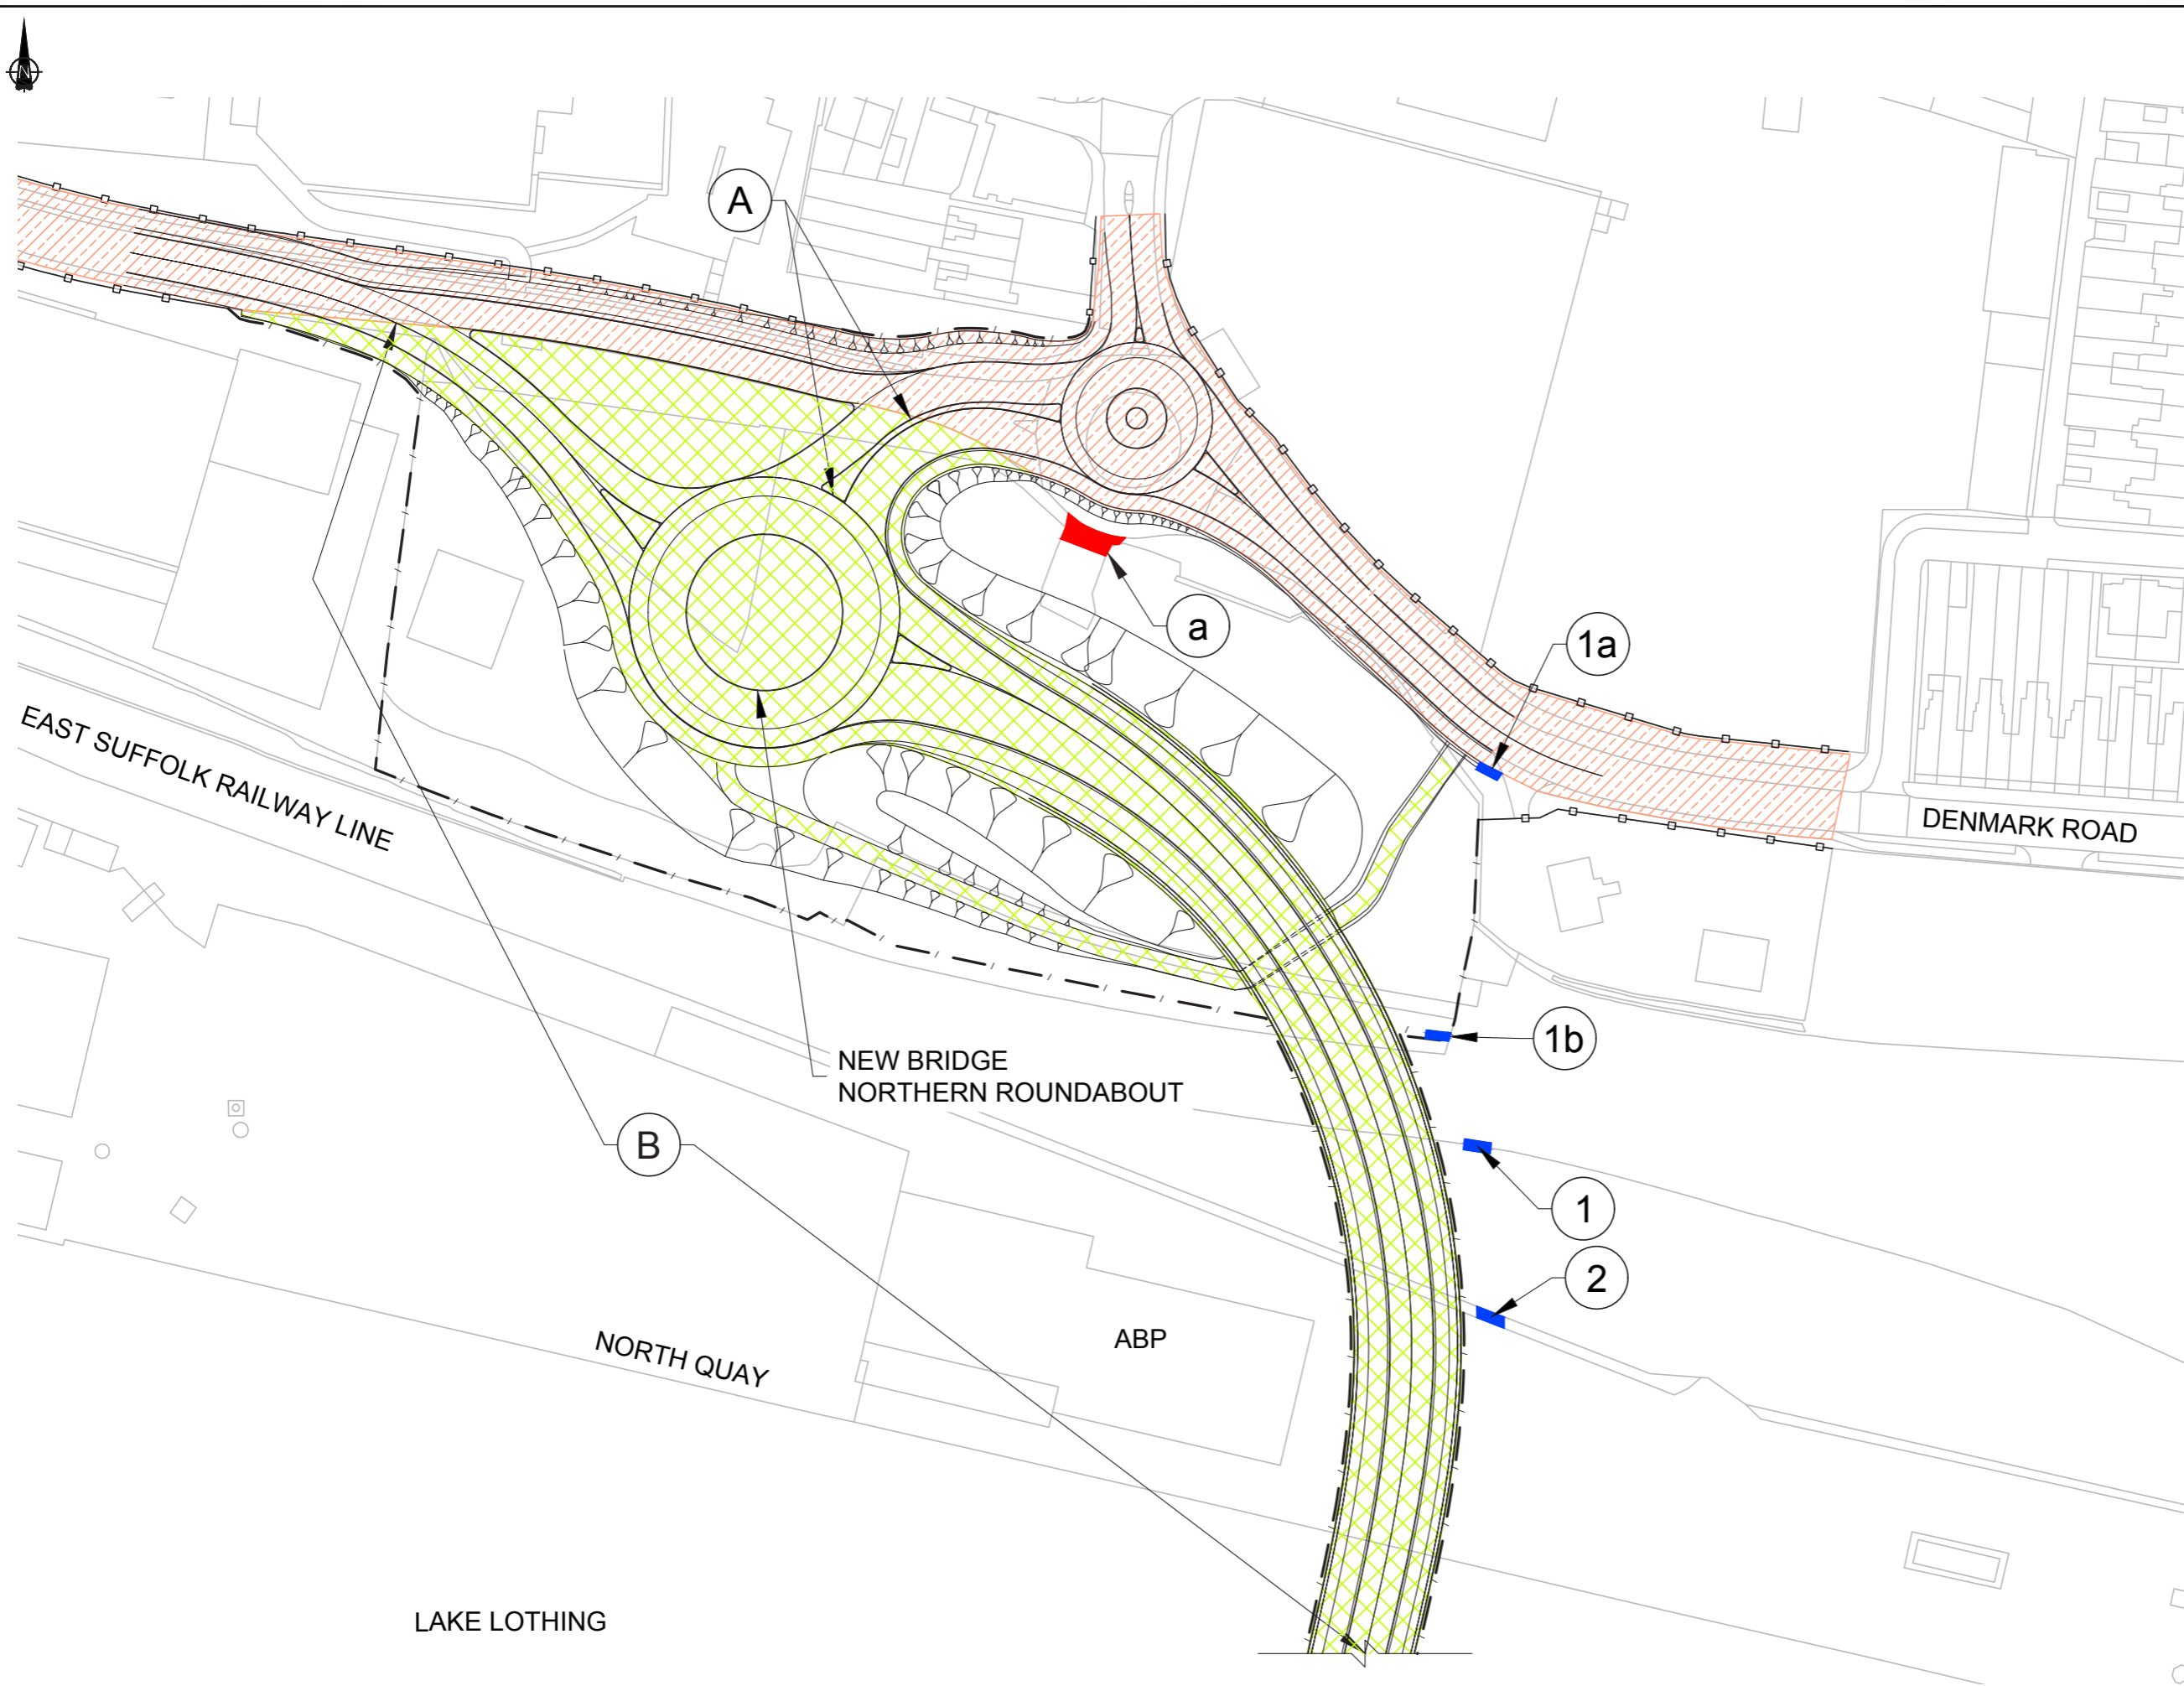 N
A
a
1a
EAST SUFFOLK RAILWAY LINE
DENMARK ROAD
1b
NEW BRIDGE
NORTHERN ROUNDABOUT
B
1
2
NORTH QUAY
ABP
LAKE LOTHING